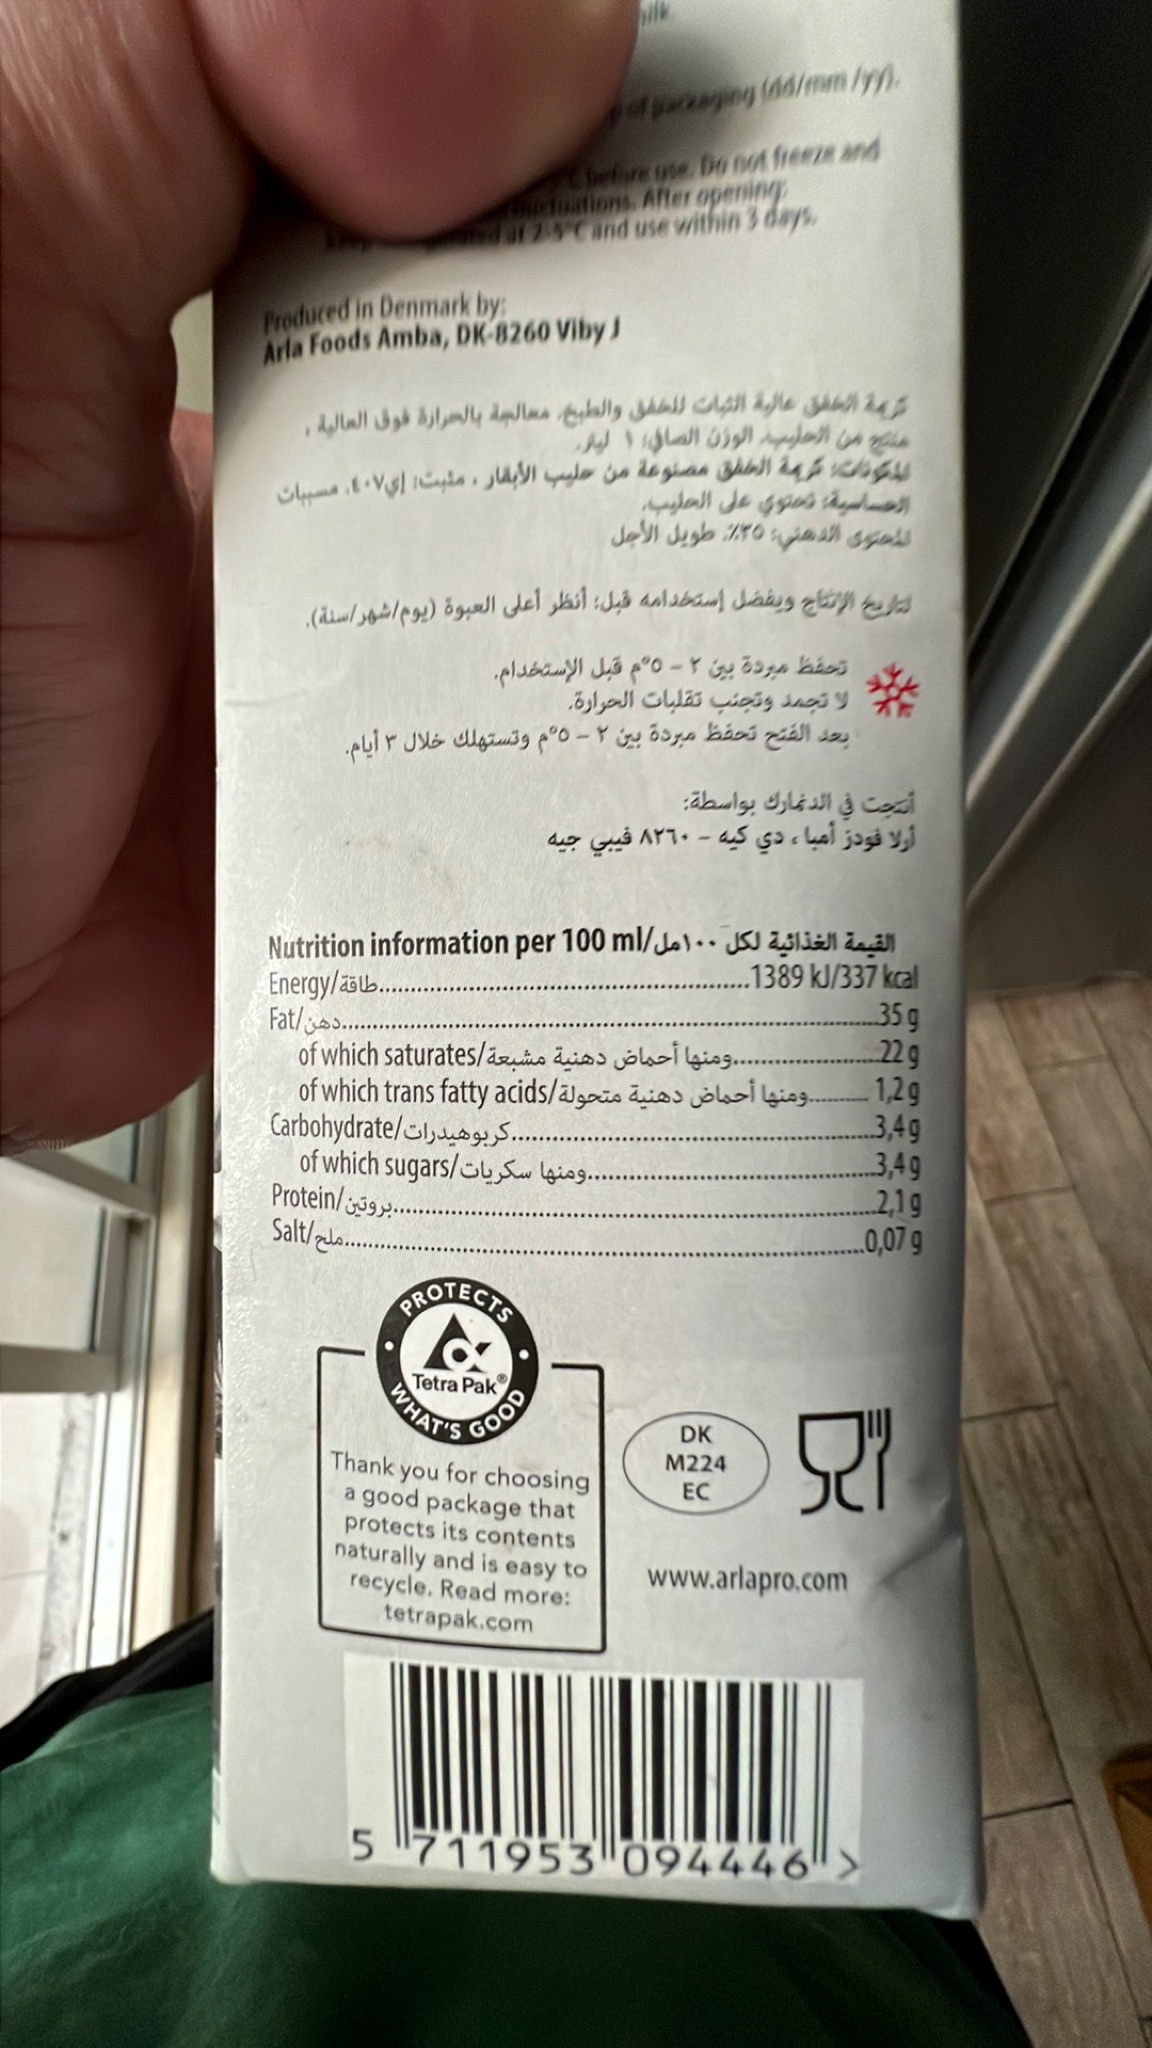 ilk
of packaging (dd/mm/yy).
C before use. Do not freeze and
fluctuations. After opening:
at 2-5°C and use within 3 days.
Produced in Denmark by:
Arla Foods Amba, DK-8260 Viby J
كريمة الخفق عالية الثبات للخفق والطبخ. معالجة بالحرارة فوق العالية ،
منتج من الحليب. الوزن الصافي: ١ ليتر.
المكونات: كريمة الخفق مصنوعة من حليب الأبقار ، مثبت: إي٤٠٧. مسببات
الحساسية: تحتوي على الحليب.
المحتوى الدهني: ٣٥٪. طويل الأجل
لتاريخ الإنتاج ويفضل إستخدامه قبل: أنظر أعلى العبوة (يوم/شهر/سنة).
تحفظ مبردة بين ٢ – ٥°م قبل الإستخدام.
لا تجمد وتجنب تقلبات الحرارة.
بعد الفتح تحفظ مبردة بين ٢ – ٥°م وتستهلك خلال ٣ أيام.
أنتجت في الدنمارك بواسطة:
أرلا فودز أمبا ، دي كيه – ٨٢٦٠ فيبي جيه
Nutrition information per 100 ml/القيمة الغذائية لكل ١٠٠مل
Energy/طاقة....................1389 kJ/337 kcal
Fat/دهن....................35 g
of which saturates/ومنها أحماض دهنية مشبعة....................22 g
of which trans fatty acids/ومنها أحماض دهنية متحولة....................1,2 g
Carbohydrate/كربوهيدرات....................3,4 g
of which sugars/ومنها سكريات....................3,4 g
Protein/بروتين....................2,1 g
Salt/ملح....................0,07 g
PROTECTS
Tetra Pak®
WHAT'S GOOD
Thank you for choosing
a good package that
protects its contents
naturally and is easy to
recycle. Read more:
tetrapak.com
DK
M224
EC
www.arlapro.com
5 711953 094446 >